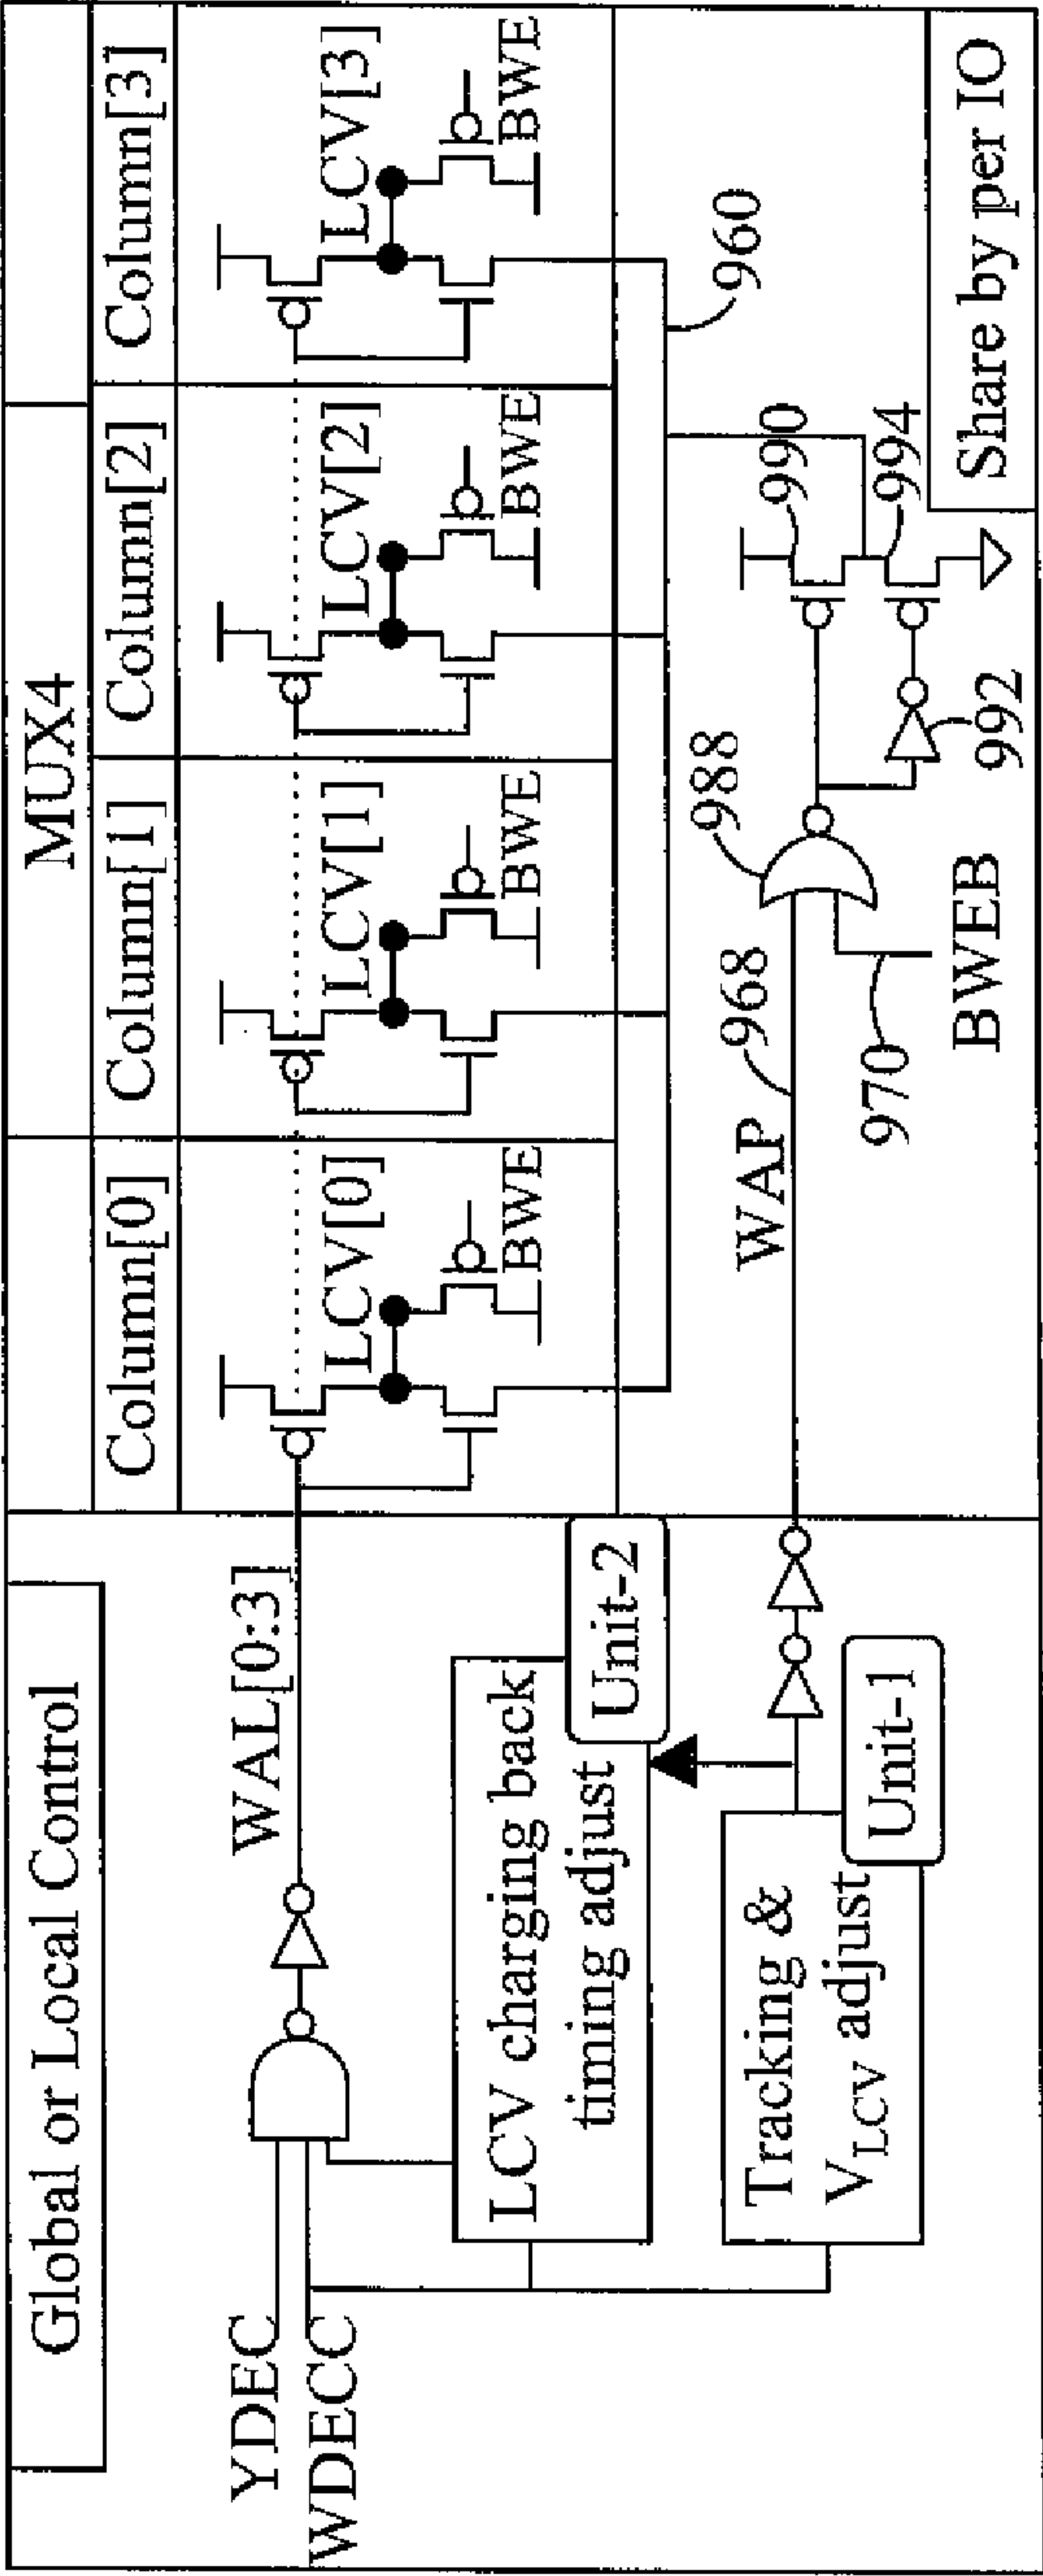 Global or Local Control
MUX4
Column[0]
Column[1]
Column[2]
Column[3]
YDEC
WDECC
WAL[0:3]
LCV[0]
LCV[1]
LCV[2]
LCV[3]
BWE
BWE
BWE
BWE
LCV charging back
timing adjust
Unit-2
Tracking &
VLCV adjust
Unit-1
WAP
968
970
BWEB
988
992
990
994
960
Share by per IO